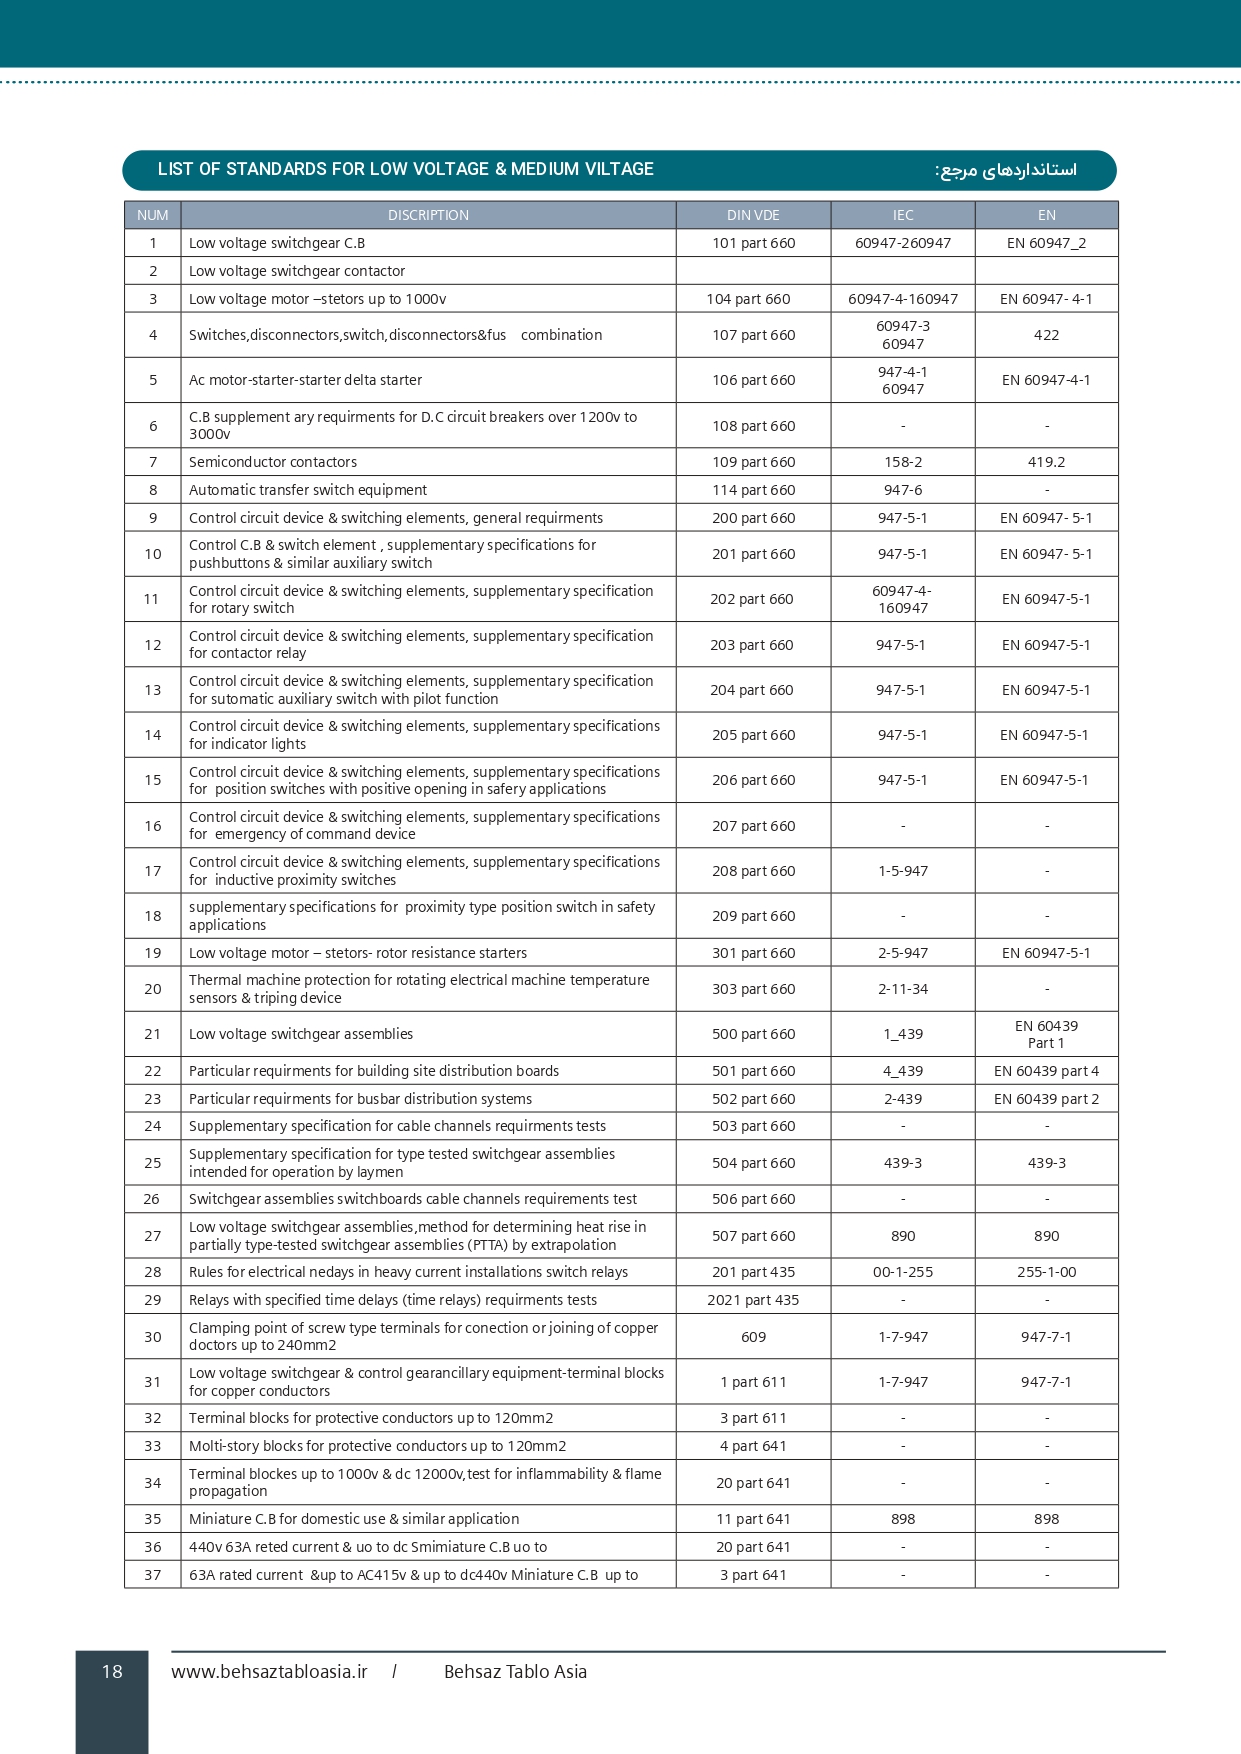 LIST OF STANDARDS FOR LOW VOLTAGE & MEDIUM VILTAGE استانداردهای مرجع:
NUM DISCRIPTION DIN VDE IEC EN
1 Low voltage switchgear C.B 101 part 660 60947-260947 EN 60947_2
2 Low voltage switchgear contactor
3 Low voltage motor –stetors up to 1000v 104 part 660 60947-4-160947 EN 60947- 4-1
4 Switches,disconnectors,switch,disconnectors&fus combination 107 part 660 60947-3
60947 422
5 Ac motor-starter-starter delta starter 106 part 660 947-4-1
60947 EN 60947-4-1
6 C.B supplement ary requirments for D.C circuit breakers over 1200v to
3000v 108 part 660 - -
7 Semiconductor contactors 109 part 660 158-2 419.2
8 Automatic transfer switch equipment 114 part 660 947-6 -
9 Control circuit device & switching elements, general requirments 200 part 660 947-5-1 EN 60947- 5-1
10 Control C.B & switch element , supplementary specifications for
pushbuttons & similar auxiliary switch 201 part 660 947-5-1 EN 60947- 5-1
11 Control circuit device & switching elements, supplementary specification
for rotary switch 202 part 660 60947-4-
160947 EN 60947-5-1
12 Control circuit device & switching elements, supplementary specification
for contactor relay 203 part 660 947-5-1 EN 60947-5-1
13 Control circuit device & switching elements, supplementary specification
for sutomatic auxiliary switch with pilot function 204 part 660 947-5-1 EN 60947-5-1
14 Control circuit device & switching elements, supplementary specifications
for indicator lights 205 part 660 947-5-1 EN 60947-5-1
15 Control circuit device & switching elements, supplementary specifications
for position switches with positive opening in safery applications 206 part 660 947-5-1 EN 60947-5-1
16 Control circuit device & switching elements, supplementary specifications
for emergency of command device 207 part 660 - -
17 Control circuit device & switching elements, supplementary specifications
for inductive proximity switches 208 part 660 1-5-947 -
18 supplementary specifications for proximity type position switch in safety
applications 209 part 660 - -
19 Low voltage motor – stetors- rotor resistance starters 301 part 660 2-5-947 EN 60947-5-1
20 Thermal machine protection for rotating electrical machine temperature
sensors & triping device 303 part 660 2-11-34 -
21 Low voltage switchgear assemblies 500 part 660 1_439 EN 60439
Part 1
22 Particular requirments for building site distribution boards 501 part 660 4_439 EN 60439 part 4
23 Particular requirments for busbar distribution systems 502 part 660 2-439 EN 60439 part 2
24 Supplementary specification for cable channels requirments tests 503 part 660 - -
25 Supplementary specification for type tested switchgear assemblies
intended for operation by laymen 504 part 660 439-3 439-3
26 Switchgear assemblies switchboards cable channels requirements test 506 part 660 - -
27 Low voltage switchgear assemblies,method for determining heat rise in
partially type-tested switchgear assemblies (PTTA) by extrapolation 507 part 660 890 890
28 Rules for electrical nedays in heavy current installations switch relays 201 part 435 00-1-255 255-1-00
29 Relays with specified time delays (time relays) requirments tests 2021 part 435 - -
30 Clamping point of screw type terminals for conection or joining of copper
doctors up to 240mm2 609 1-7-947 947-7-1
31 Low voltage switchgear & control gearancillary equipment-terminal blocks
for copper conductors 1 part 611 1-7-947 947-7-1
32 Terminal blocks for protective conductors up to 120mm2 3 part 611 - -
33 Molti-story blocks for protective conductors up to 120mm2 4 part 641 - -
34 Terminal blockes up to 1000v & dc 12000v,test for inflammability & flame
propagation 20 part 641 - -
35 Miniature C.B for domestic use & similar application 11 part 641 898 898
36 440v 63A reted current & uo to dc Smimiature C.B uo to 20 part 641 - -
37 63A rated current &up to AC415v & up to dc440v Miniature C.B up to 3 part 641 - -
18 www.behsaztabloasia.ir / Behsaz Tablo Asia